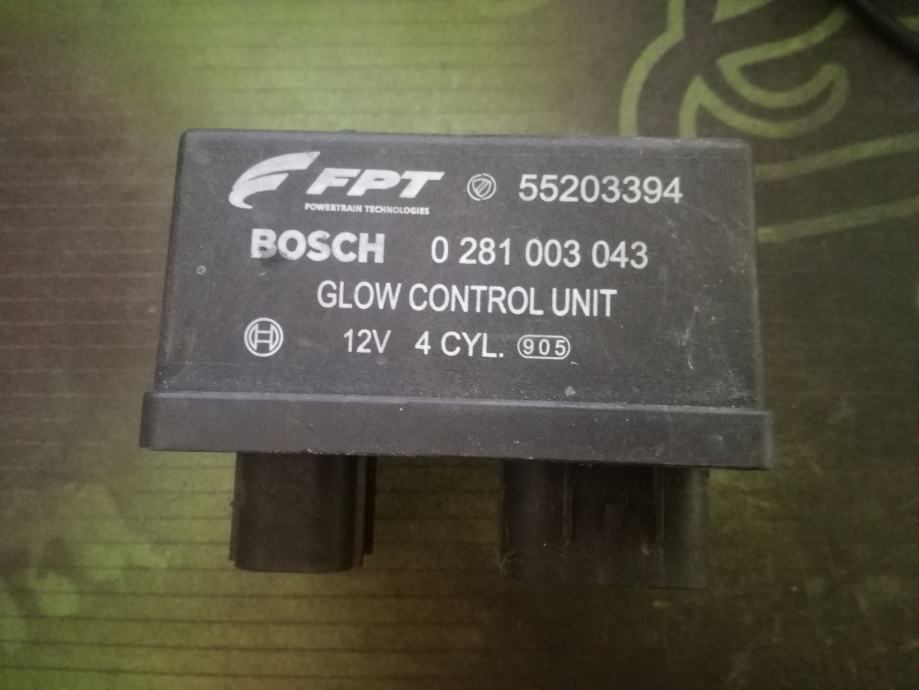 FPT 55203394
POWERTRAIN TECHNOLOGIES
BOSCH 0 281 003 043
GLOW CONTROL UNIT
12V 4 CYL. 905